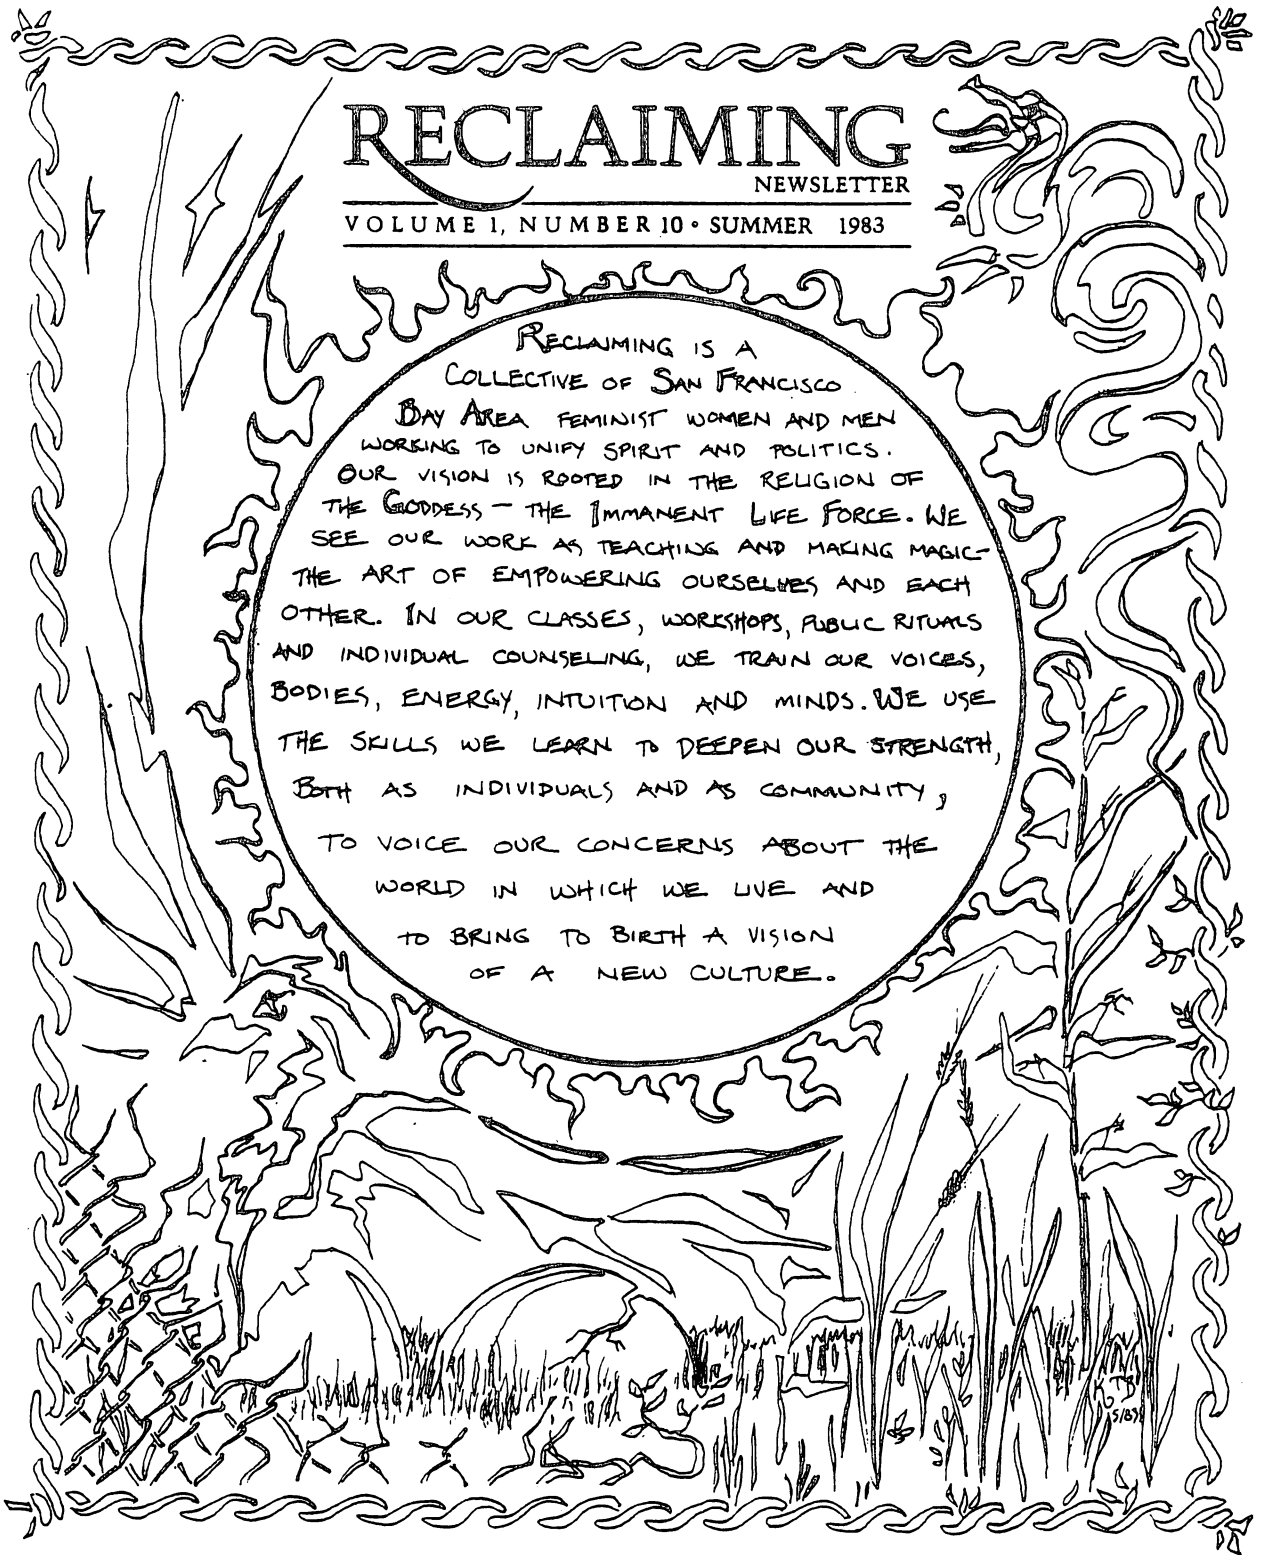 RECLAIMING
NEWSLETTER
VOLUME 1, NUMBER 10 • SUMMER 1983
RECLAIMING IS A
COLLECTIVE OF SAN FRANCISCO
BAY AREA FEMINIST WOMEN AND MEN
WORKING TO UNIFY SPIRIT AND POLITICS.
OUR VISION IS ROOTED IN THE RELIGION OF
THE GODDESS — THE IMMANENT LIFE FORCE. WE
SEE OUR WORK AS TEACHING AND MAKING MAGIC—
THE ART OF EMPOWERING OURSELVES AND EACH
OTHER. IN OUR CLASSES, WORKSHOPS, PUBLIC RITUALS
AND INDIVIDUAL COUNSELING, WE TRAIN OUR VOICES,
BODIES, ENERGY, INTUITION AND MINDS. WE USE
THE SKILLS WE LEARN TO DEEPEN OUR STRENGTH,
BOTH AS INDIVIDUALS AND AS COMMUNITY,
TO VOICE OUR CONCERNS ABOUT THE
WORLD IN WHICH WE LIVE AND
TO BRING TO BIRTH A VISION
OF A NEW CULTURE.